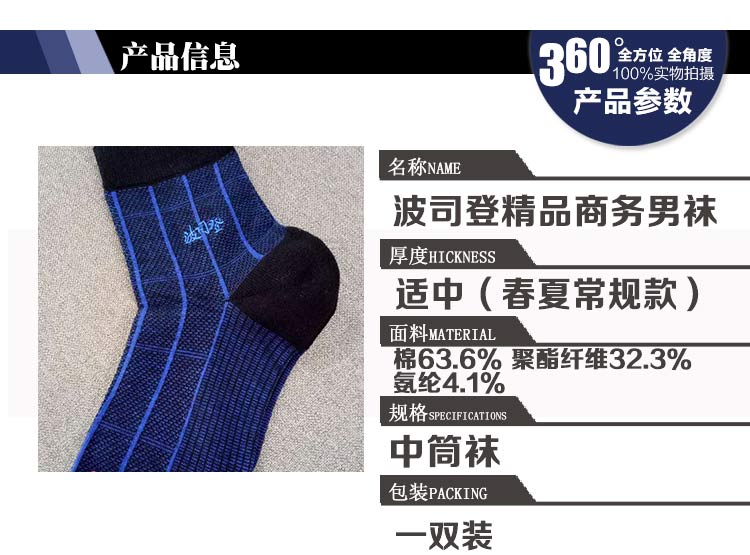 产品信息
360°全方位 全角度
100%实物拍摄
产品参数
名称NAME
波司登精品商务男袜
厚度HICKNESS
适中（春夏常规款）
面料MATERIAL
棉63.6% 聚酯纤维32.3%
氨纶4.1%
规格SPECIFICATIONS
中筒袜
包装PACKING
一双装
波司登